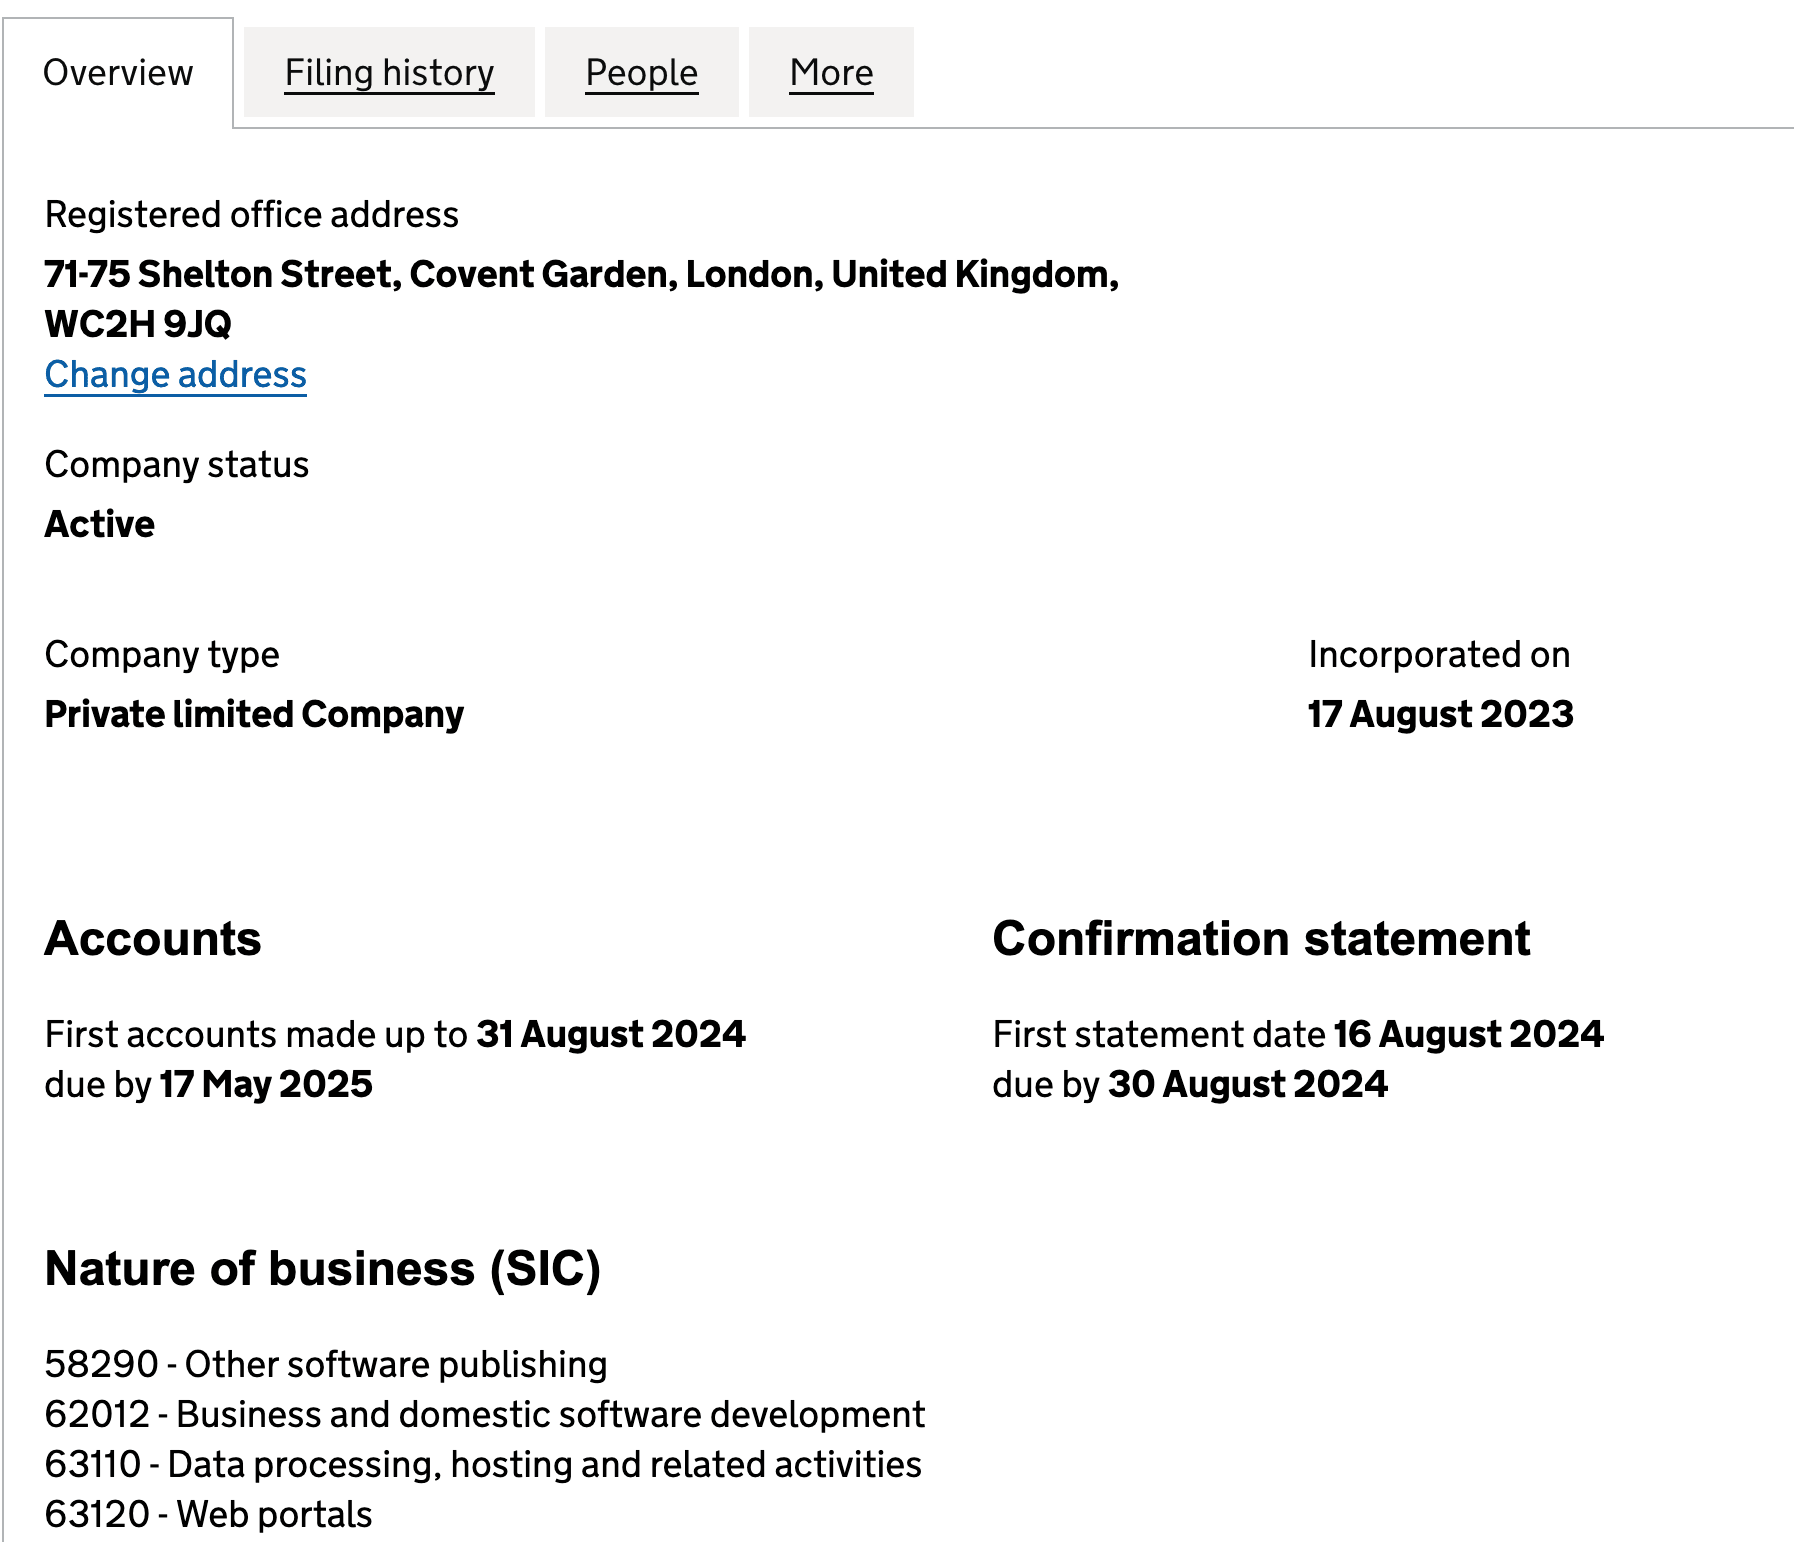 Overview Filing history People More
Registered office address
71-75 Shelton Street, Covent Garden, London, United Kingdom,
WC2H 9JQ
Change address
Company status
Active
Company type
Private limited Company
Incorporated on
17 August 2023
Accounts
First accounts made up to 31 August 2024
due by 17 May 2025
Confirmation statement
First statement date 16 August 2024
due by 30 August 2024
Nature of business (SIC)
58290 - Other software publishing
62012 - Business and domestic software development
63110 - Data processing, hosting and related activities
63120 - Web portals